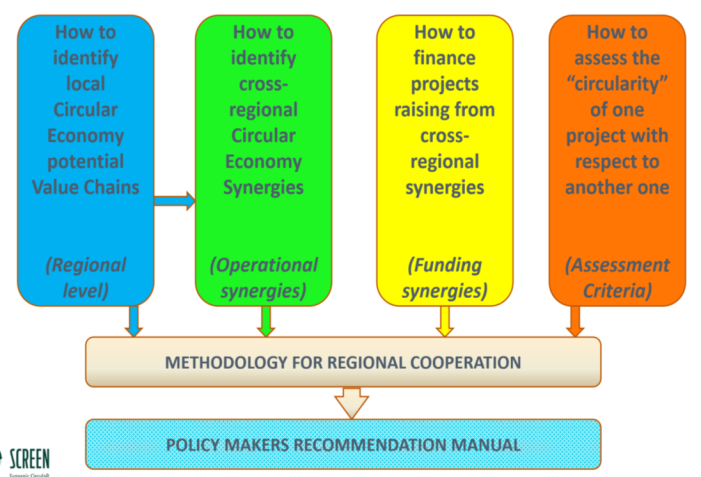 How to
identify
local
Circular
Economy
potential
Value Chains
(Regional
level)
How to
identify
cross-
regional
Circular
Economy
Synergies
(Operational
synergies)
How to
finance
projects
raising from
cross-
regional
synergies
(Funding
synergies)
How to
assess the
“circularity”
of one
project with
respect to
another one
(Assessment
Criteria)
METHODOLOGY FOR REGIONAL COOPERATION
POLICY MAKERS RECOMMENDATION MANUAL
SCREEN